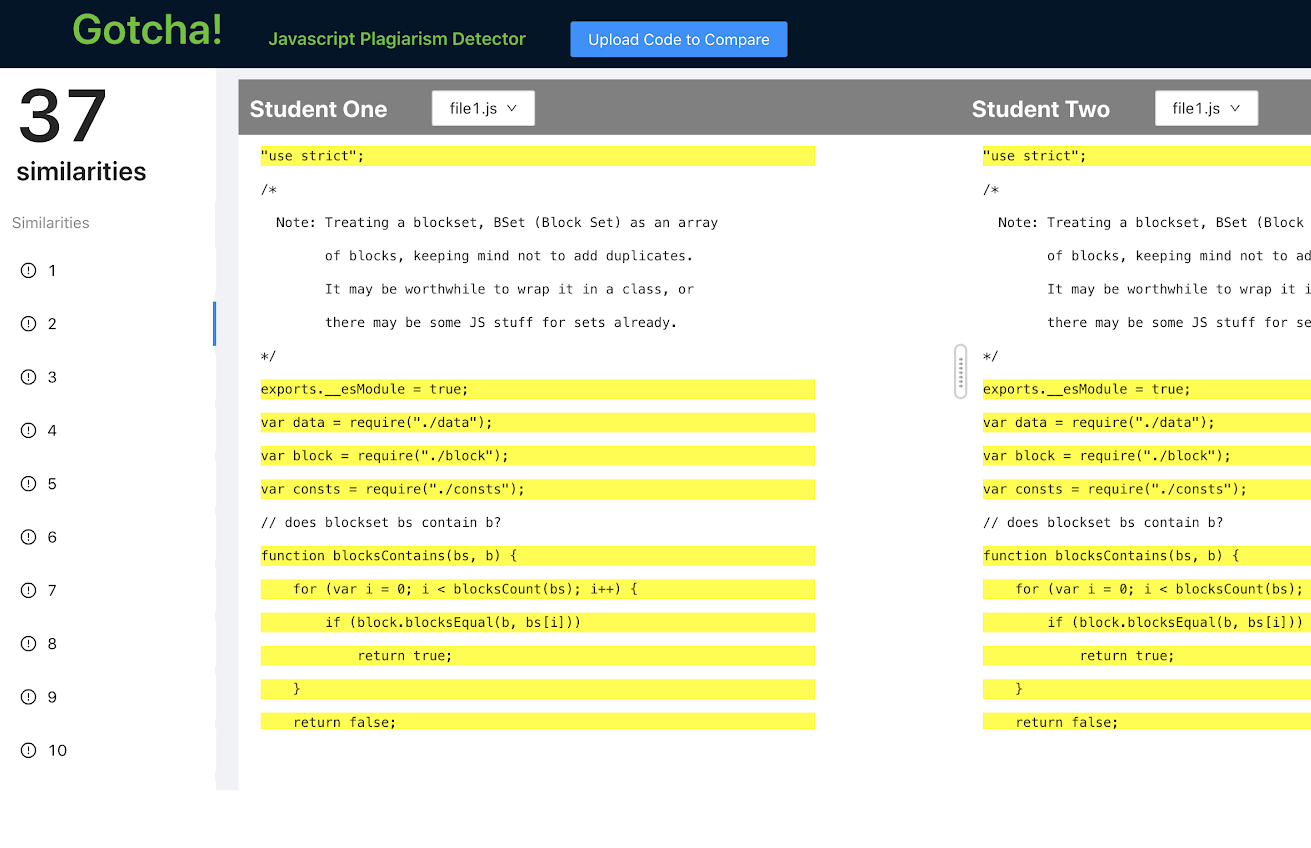 Gotcha!
Javascript Plagiarism Detector
Upload Code to Compare
37
similarities
Similarities
1
2
3
4
5
6
7
8
9
10
Student One
file1.js
"use strict";
/*
Note: Treating a blockset, BSet (Block Set) as an array
of blocks, keeping mind not to add duplicates.
It may be worthwhile to wrap it in a class, or
there may be some JS stuff for sets already.
*/
exports.__esModule = true;
var data = require("./data");
var block = require("./block");
var consts = require("./consts");
// does blockset bs contain b?
function blocksContains(bs, b) {
for (var i = 0; i < blocksCount(bs); i++) {
if (block.blocksEqual(b, bs[i]))
return true;
}
return false;
Student Two
file1.js
"use strict";
/*
Note: Treating a blockset, BSet (Block
of blocks, keeping mind not to ad
It may be worthwhile to wrap it i
there may be some JS stuff for se
*/
exports.__esModule = true;
var data = require("./data");
var block = require("./block");
var consts = require("./consts");
// does blockset bs contain b?
function blocksContains(bs, b) {
for (var i = 0; i < blocksCount(bs);
if (block.blocksEqual(b, bs[i]))
return true;
}
return false;